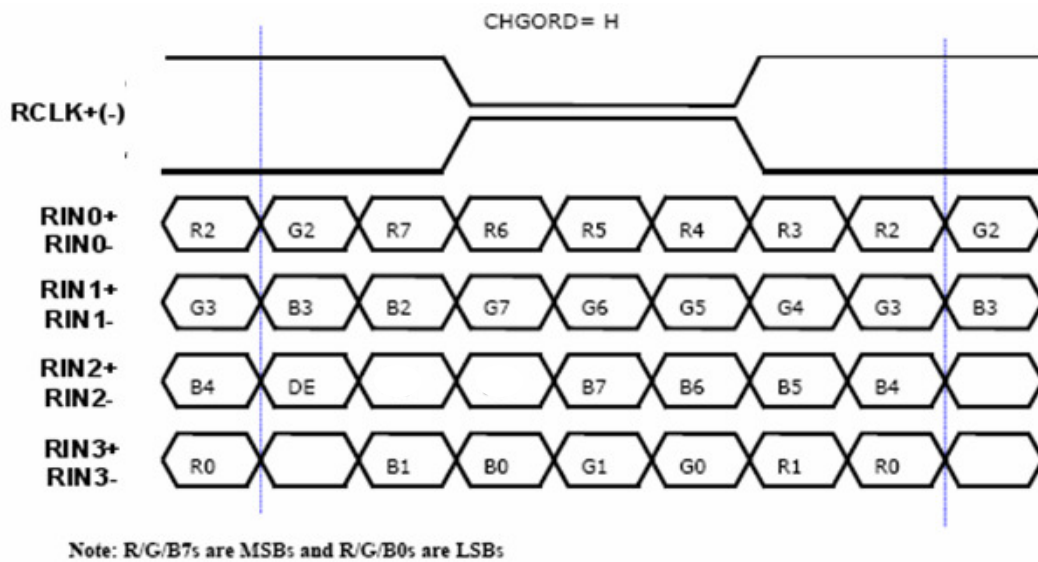 CHGORD= H
RCLK+(-)
RIN0+
RIN0-
R2 G2 R7 R6 R5 R4 R3 R2 G2
RIN1+
RIN1-
G3 B3 B2 G7 G6 G5 G4 G3 B3
RIN2+
RIN2-
B4 DE B7 B6 B5 B4
RIN3+
RIN3-
R0 B1 B0 G1 G0 R1 R0
Note: R/G/B7s are MSBs and R/G/B0s are LSBs